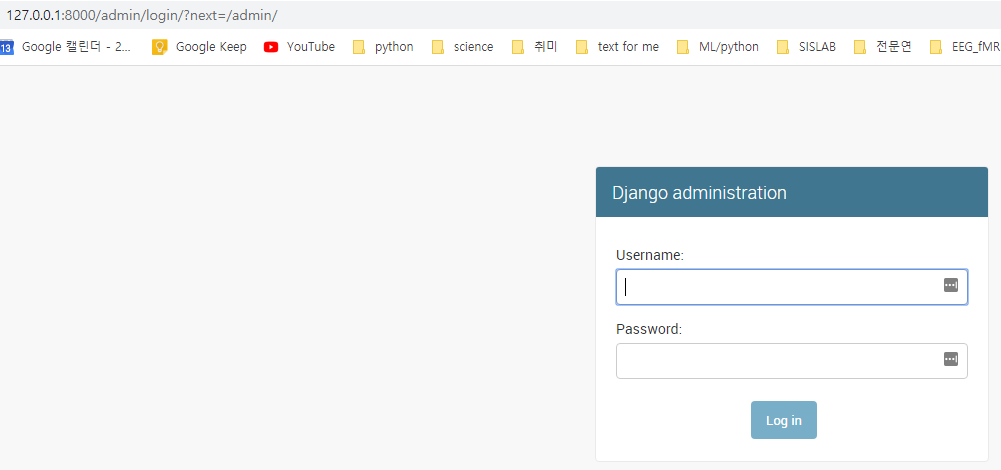 127.0.0.1:8000/admin/login/?next=/admin/
13 Google 캘린더 - 2... Google Keep YouTube python science 취미 text for me ML/python SISLAB 전문연 EEG_fMR
Django administration
Username:
Password:
Log in